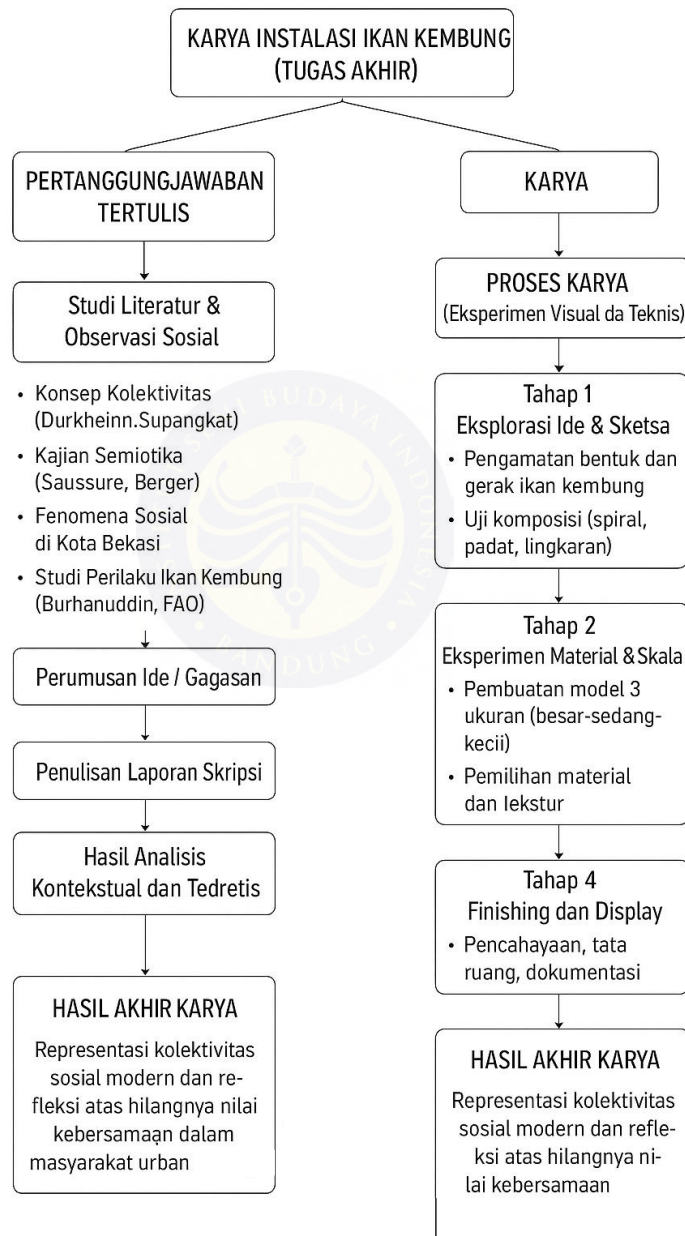 KARYA INSTALASI IKAN KEMBUNG
(TUGAS AKHIR)
PERTANGGUNGJAWABAN
TERTULIS
Studi Literatur &
Observasi Sosial
• Konsep Kolektivitas
(Durkheinn.Supangkat)
• Kajian Semiotika
(Saussure, Berger)
• Fenomena Sosial
di Kota Bekasi
• Studi Perilaku Ikan Kembung
(Burhanuddin, FAO)
Perumusan Ide / Gagasan
Penulisan Laporan Skripsi
Hasil Analisis
Kontekstual dan Tedretis
HASIL AKHIR KARYA
Representasi kolektivitas
sosial modern dan re-
fleksi atas hilangnya nilai
kebersamaan dalam
masyarakat urban
KARYA
PROSES KARYA
(Eksperimen Visual da Teknis)
Tahap 1
Eksplorasi Ide & Sketsa
• Pengamatan bentuk dan
gerak ikan kembung
• Uji komposisi (spiral,
padat, lingkaran)
Tahap 2
Eksperimen Material & Skala
• Pembuatan model 3
ukuran (besar-sedang-
kecii)
• Pemilihan material
dan Iekstur
Tahap 4
Finishing dan Display
• Pencahayaan, tata
ruang, dokumentasi
HASIL AKHIR KARYA
Representasi kolektivitas
sosial modern dan refle-
ksi atas hilangnya ni-
lai kebersamaan
BUDAYA INDONESIA
BANDUNG